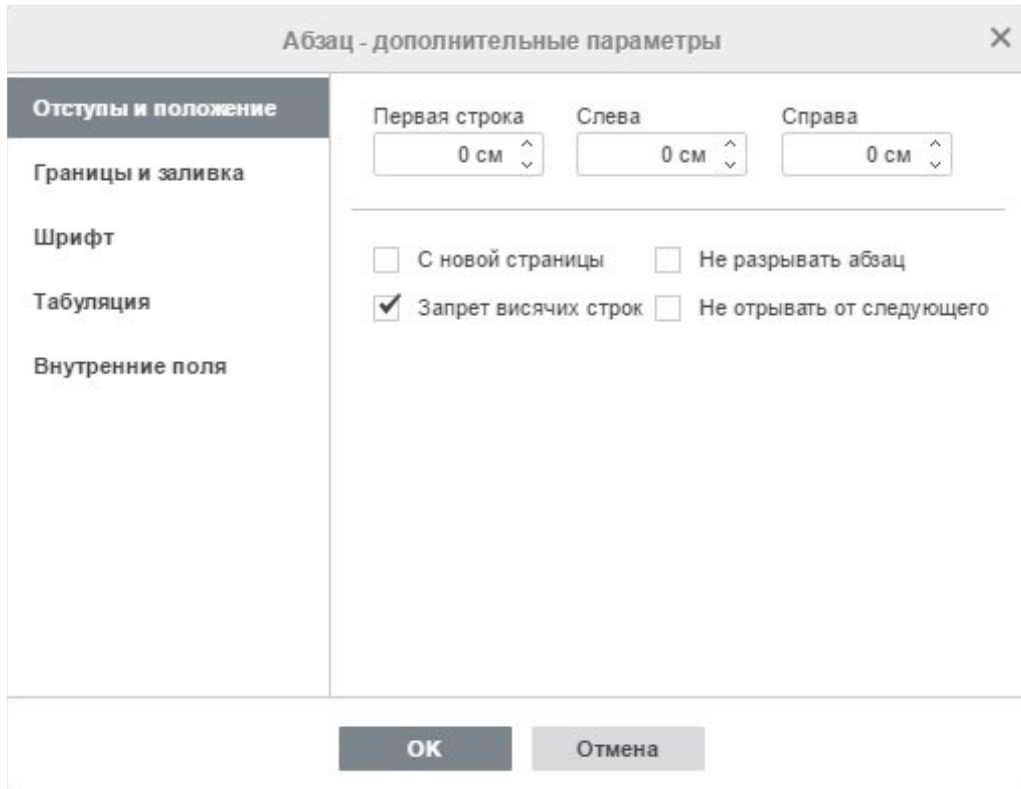 Абзац - дополнительные параметры
Отступы и положение
Границы и заливка
Шрифт
Табуляция
Внутренние поля
Первая строка Слева Справа
0 см 0 см 0 см
С новой страницы Не разрывать абзац
Запрет висячих строк Не отрывать от следующего
OK Отмена